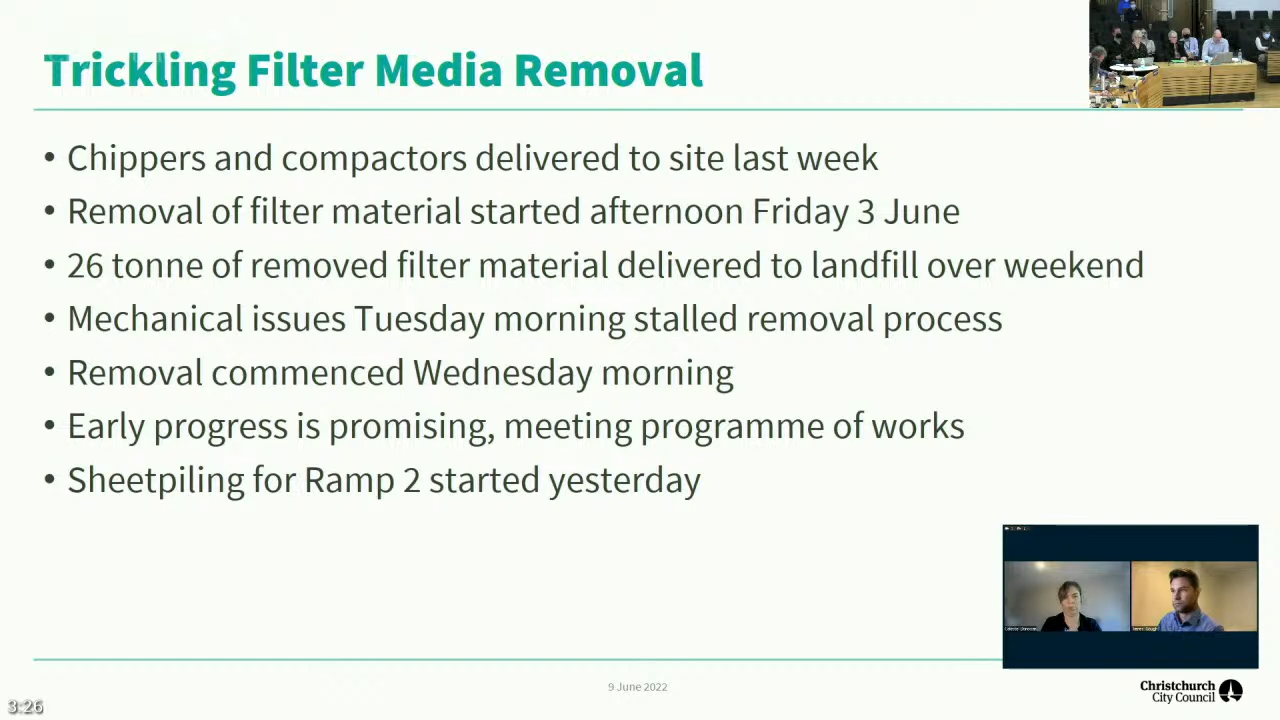 Trickling Filter Media Removal
• Chippers and compactors delivered to site last week
• Removal of filter material started afternoon Friday 3 June
• 26 tonne of removed filter material delivered to landfill over weekend
• Mechanical issues Tuesday morning stalled removal process
• Removal commenced Wednesday morning
• Early progress is promising, meeting programme of works
• Sheetpiling for Ramp 2 started yesterday
9 June 2022
Christchurch
City Council
3:26